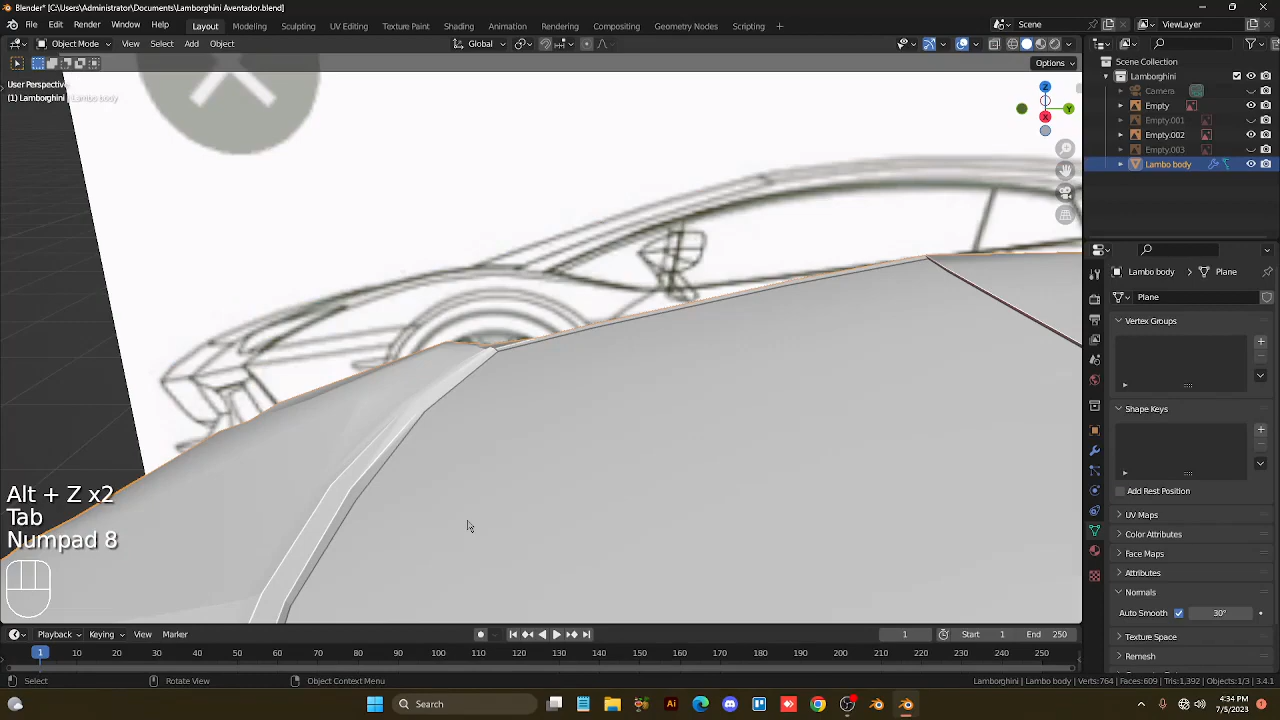 Blender* [C:\Users\Administrator\Documents\Lamborghini Aventador.blend]
File Edit Render Window Help Layout Modeling Sculpting UV Editing Texture Paint Shading Animation Rendering Compositing Geometry Nodes Scripting + Scene ViewLayer
Object Mode View Select Add Object Global
Options
User Perspective
(1) Lamborghini | Lambo body
Z
Y
X
Scene Collection
Lamborghini
Camera
Empty
Empty.001
Empty.002
Empty.003
Lambo body
Lambo body > Plane
Plane
Vertex Groups
Shape Keys
Add Rest Position
UV Maps
Color Attributes
Face Maps
Attributes
Normals
Auto Smooth 30°
Texture Space
Remesh
Alt + Z x2
Tab
Numpad 8
Playback Keying View Marker 1 Start 1 End 250
1 10 20 30 40 50 60 70 80 90 100 110 120 130 140 150 160 170 180 190 200 210 220 230 240 250
Select Rotate View Object Context Menu Lamborghini | Lambo body | Verts:764 | Faces:609 | Tris:1,392 | Objects:1/3 | 3.4.1
Search
4:34 PM
7/5/2023